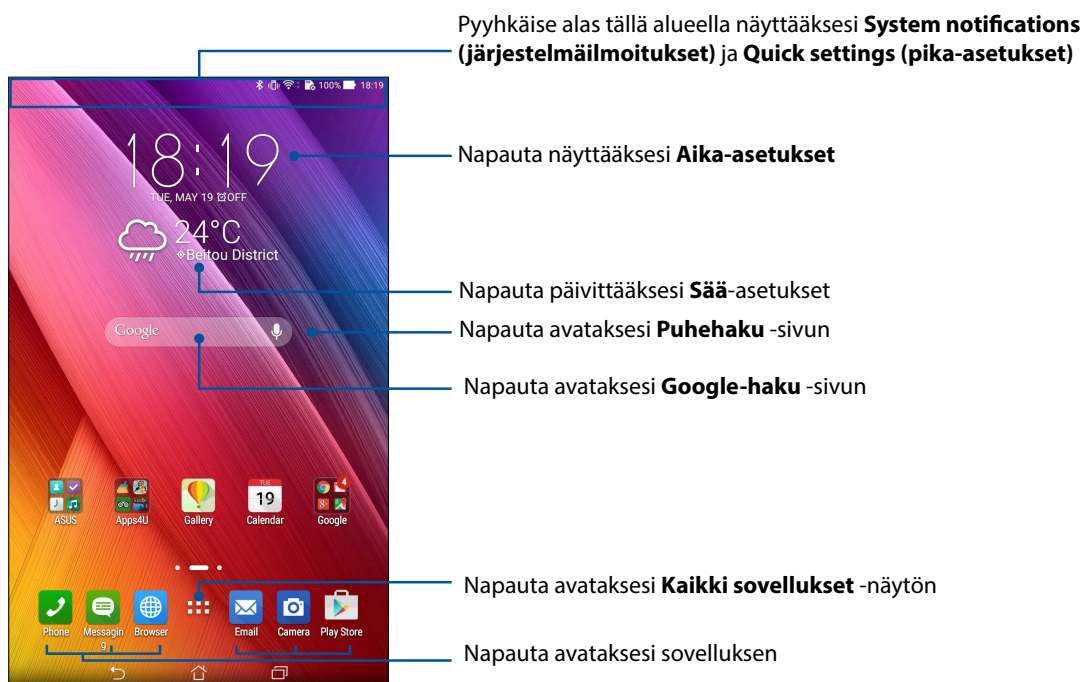 Pyyhkäise alas tällä alueella näyttääksesi System notifications
(järjestelmäilmoitukset) ja Quick settings (pika-asetukset)
100% 18:19
18:19
Napauta näyttääksesi Aika-asetukset
TUE, MAY 19 OFF
24°C
Beitou District
Napauta päivittääksesi Sää-asetukset
Google
Napauta avataksesi Puhehaku -sivun
Napauta avataksesi Google-haku -sivun
TUE
19
4
ASUS Apps4U Gallery Calendar Google
Napauta avataksesi Kaikki sovellukset -näytön
Phone Messagin Browser Email Camera Play Store
g
Napauta avataksesi sovelluksen